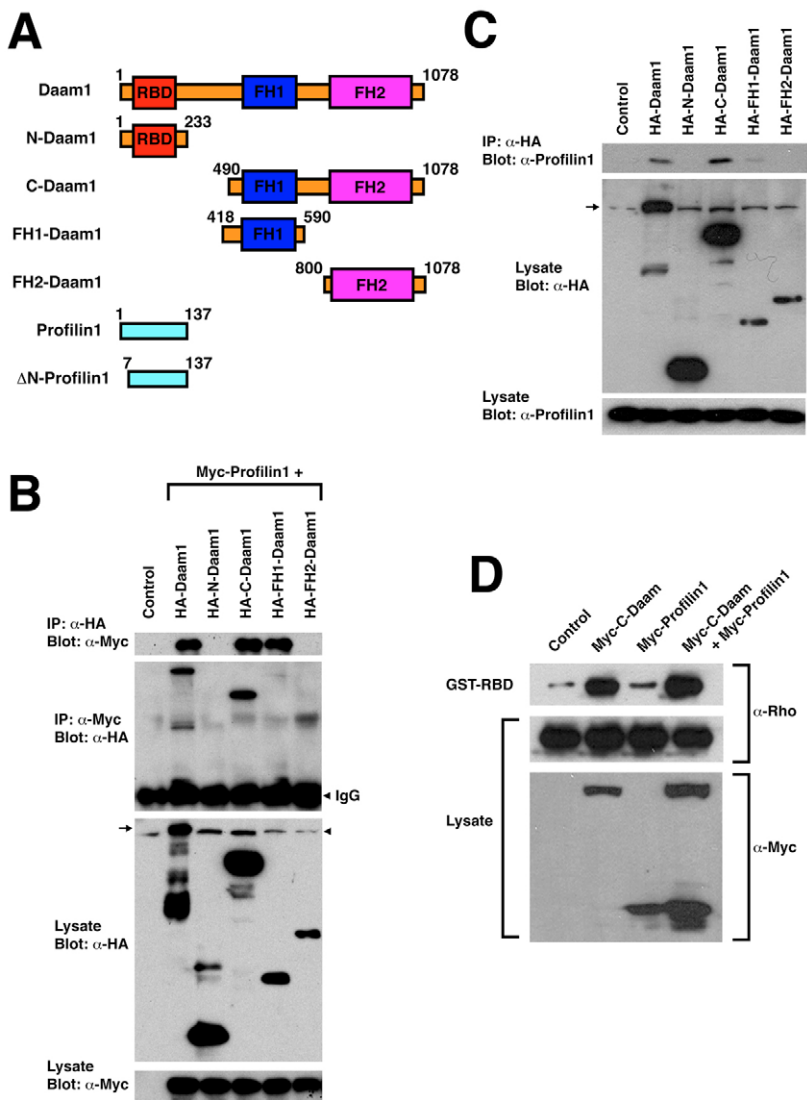 A
1
Daam1
RBD
FH1
FH2
1078
1
233
N-Daam1
RBD
490
1078
C-Daam1
FH1
FH2
418
590
FH1-Daam1
FH1
800
1078
FH2-Daam1
FH2
1
137
Profilin1
7
137
ΔN-Profilin1
B
Myc-Profilin1 +
Control
HA-Daam1
HA-N-Daam1
HA-C-Daam1
HA-FH1-Daam1
HA-FH2-Daam1
IP: α-HA
Blot: α-Myc
IP: α-Myc
Blot: α-HA
IgG
Lysate
Blot: α-HA
Lysate
Blot: α-Myc
C
Control
HA-Daam1
HA-N-Daam1
HA-C-Daam1
HA-FH1-Daam1
HA-FH2-Daam1
IP: α-HA
Blot: α-Profilin1
Lysate
Blot: α-HA
Lysate
Blot: α-Profilin1
D
Control
Myc-C-Daam
Myc-Profilin1
Myc-C-Daam
+ Myc-Profilin1
GST-RBD
α-Rho
Lysate
α-Myc